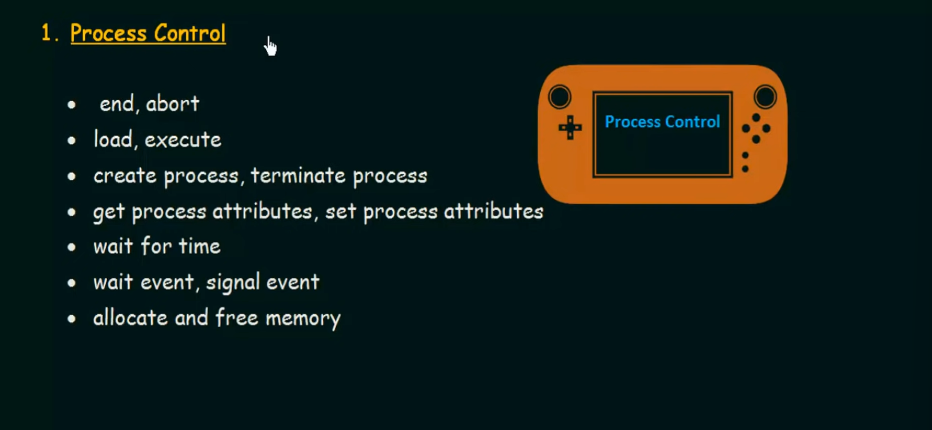 1. Process Control
• end, abort
• load, execute
• create process, terminate process
• get process attributes, set process attributes
• wait for time
• wait event, signal event
• allocate and free memory
Process Control